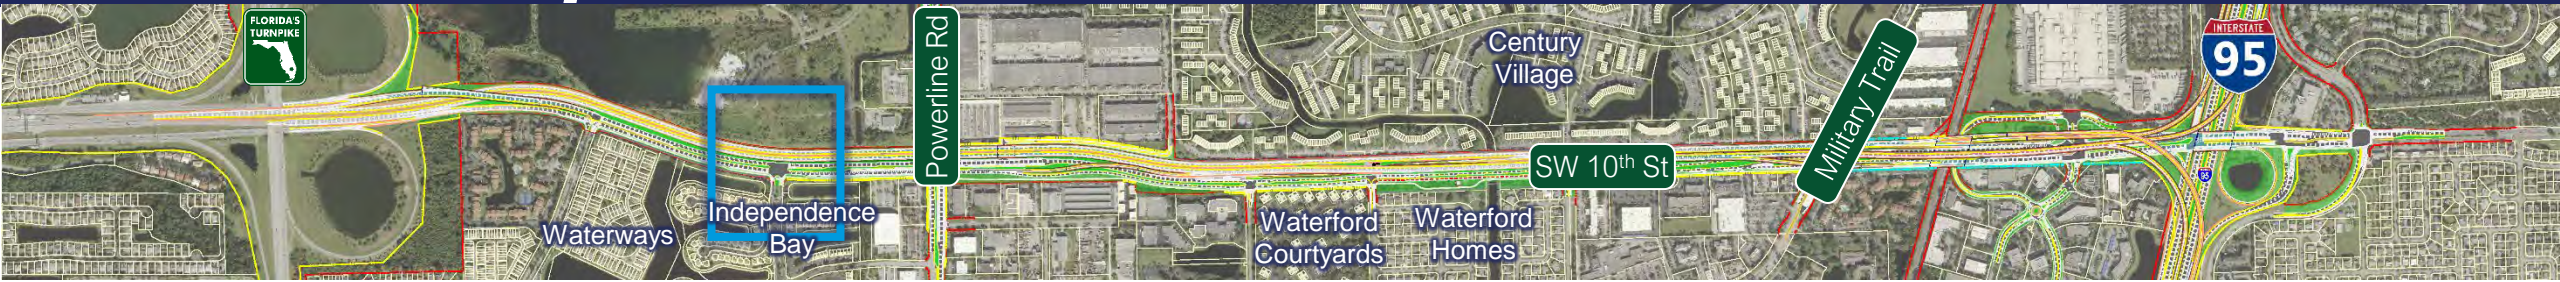 FLORIDA'S
TURNPIKE
Powerline Rd
Century
Village
Military Trail
INTERSTATE
95
SW 10th St
95
Waterways
Independence
Bay
Waterford
Courtyards
Waterford
Homes